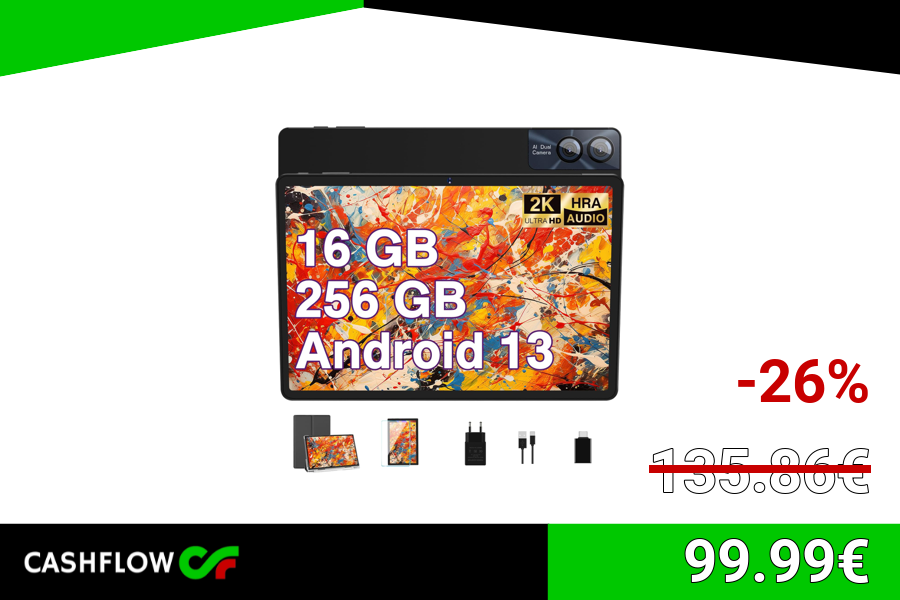 AI Dual
Camera
2K
ULTRA HD
HRA
AUDIO
16 GB
256 GB
Android 13
-26%
135.86€
CASHFLOW
99.99€